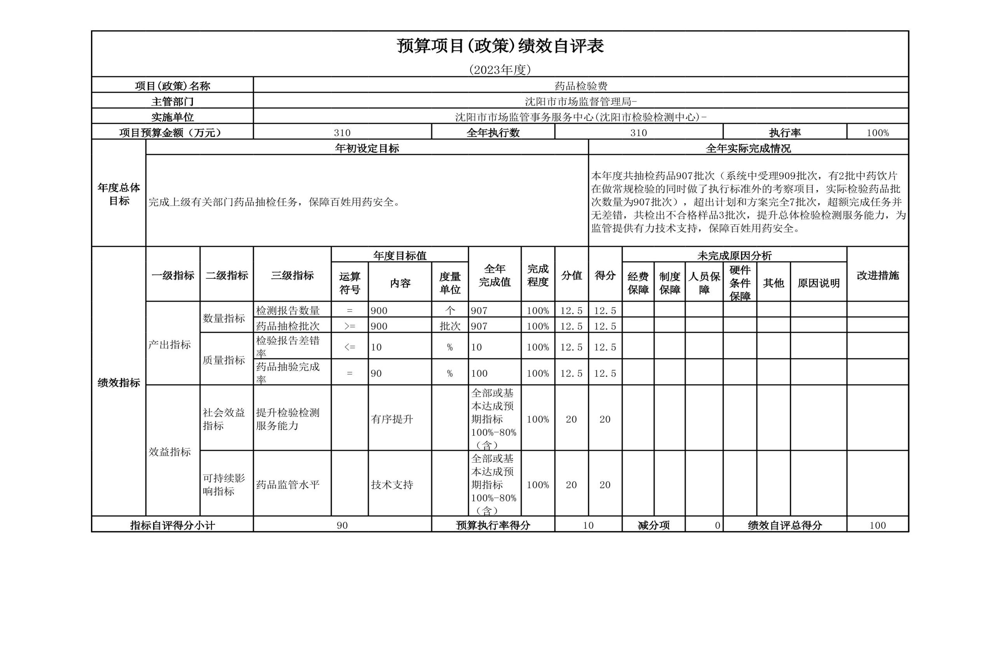 预算项目(政策)绩效自评表
(2023年度)
项目(政策)名称 药品检验费
主管部门 沈阳市市场监督管理局-
实施单位 沈阳市市场监管事务服务中心(沈阳市检验检测中心)-
项目预算金额（万元） 310 全年执行数 310 执行率 100%
年度总体
目标
年初设定目标 全年实际完成情况
完成上级有关部门药品抽检任务，保障百姓用药安全。
本年度共抽检药品907批次（系统中受理909批次，有2批中药饮片
在做常规检验的同时做了执行标准外的考察项目，实际检验药品批
次数量为907批次），超出计划和方案完全7批次，超额完成任务并
无差错，共检出不合格样品3批次，提升总体检验检测服务能力，为
监管提供有力技术支持，保障百姓用药安全。
绩效指标
一级指标 二级指标 三级指标
年度目标值
运算
符号
内容
度量
单位
全年
完成值
完成
程度
分值 得分
未完成原因分析
经费
保障
制度
保障
人员保
障
硬件
条件
保障
其他 原因说明
改进措施
产出指标
数量指标
检测报告数量 = 900 个 907 100% 12.5 12.5
药品抽检批次 >= 900 批次 907 100% 12.5 12.5
质量指标
检验报告差错
率
<= 10 % 10 100% 12.5 12.5
药品抽验完成
率
= 90 % 100 100% 12.5 12.5
效益指标
社会效益
指标
提升检验检测
服务能力
有序提升
全部或基
本达成预
期指标
100%-80%
（含）
100% 20 20
可持续影
响指标
药品监管水平 技术支持
全部或基
本达成预
期指标
100%-80%
（含）
100% 20 20
指标自评得分小计 90 预算执行率得分 10 减分项 0 绩效自评总得分 100